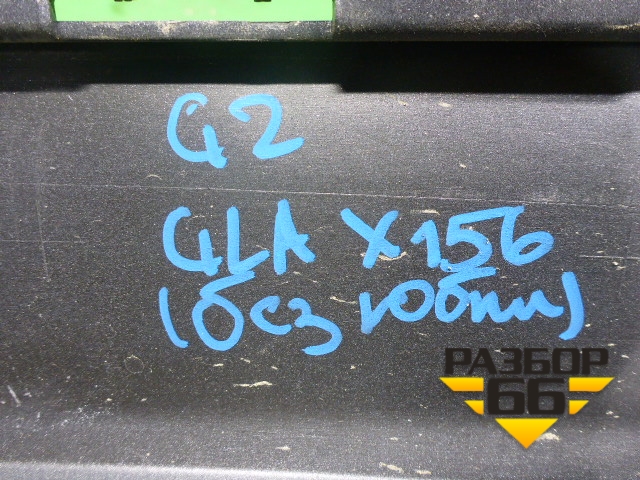 G2
GLA X156
(без юбки)
РАЗБОР
66